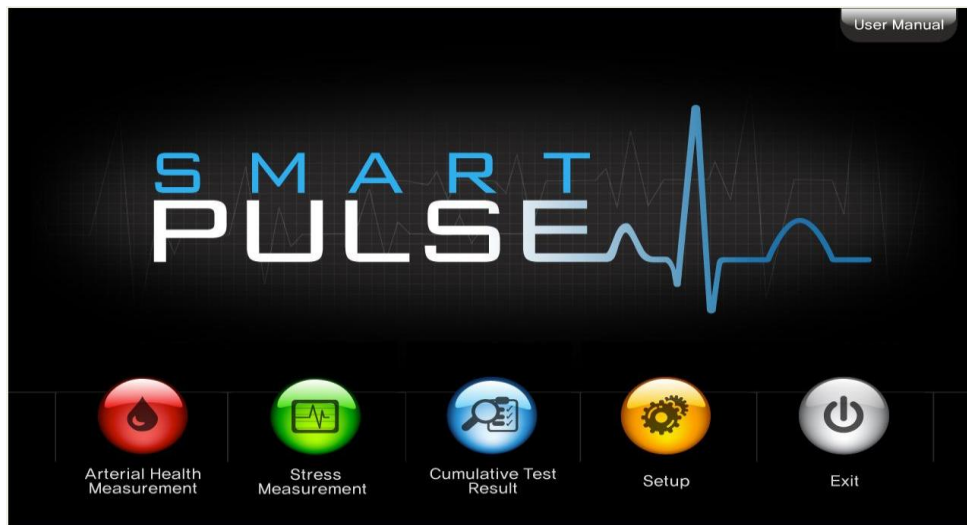 User Manual
SMART
PULSE
Arterial Health
Measurement
Stress
Measurement
Cumulative Test
Result
Setup
Exit